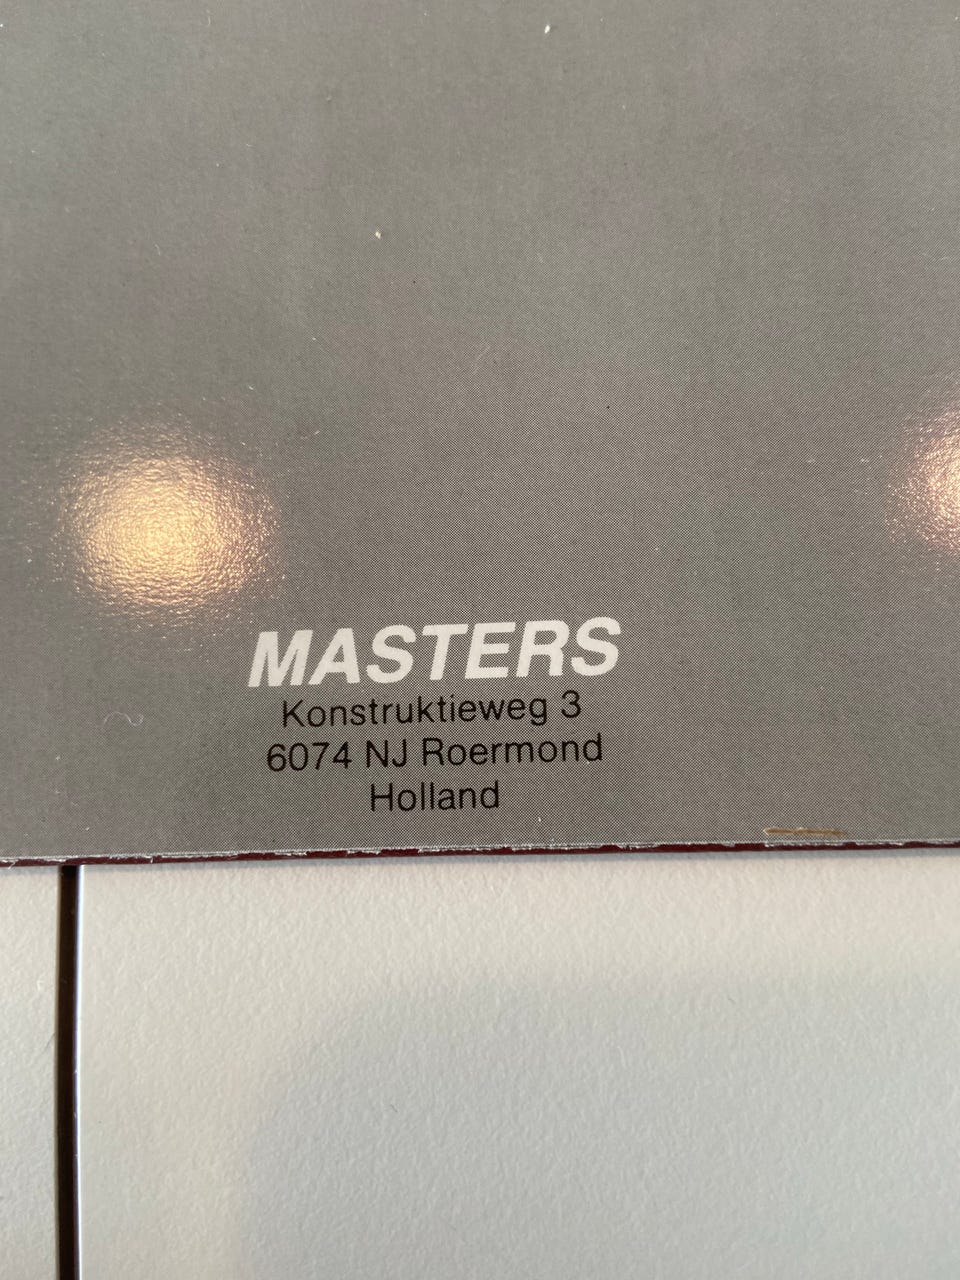 MASTERS
Konstruktieweg 3
6074 NJ Roermond
Holland